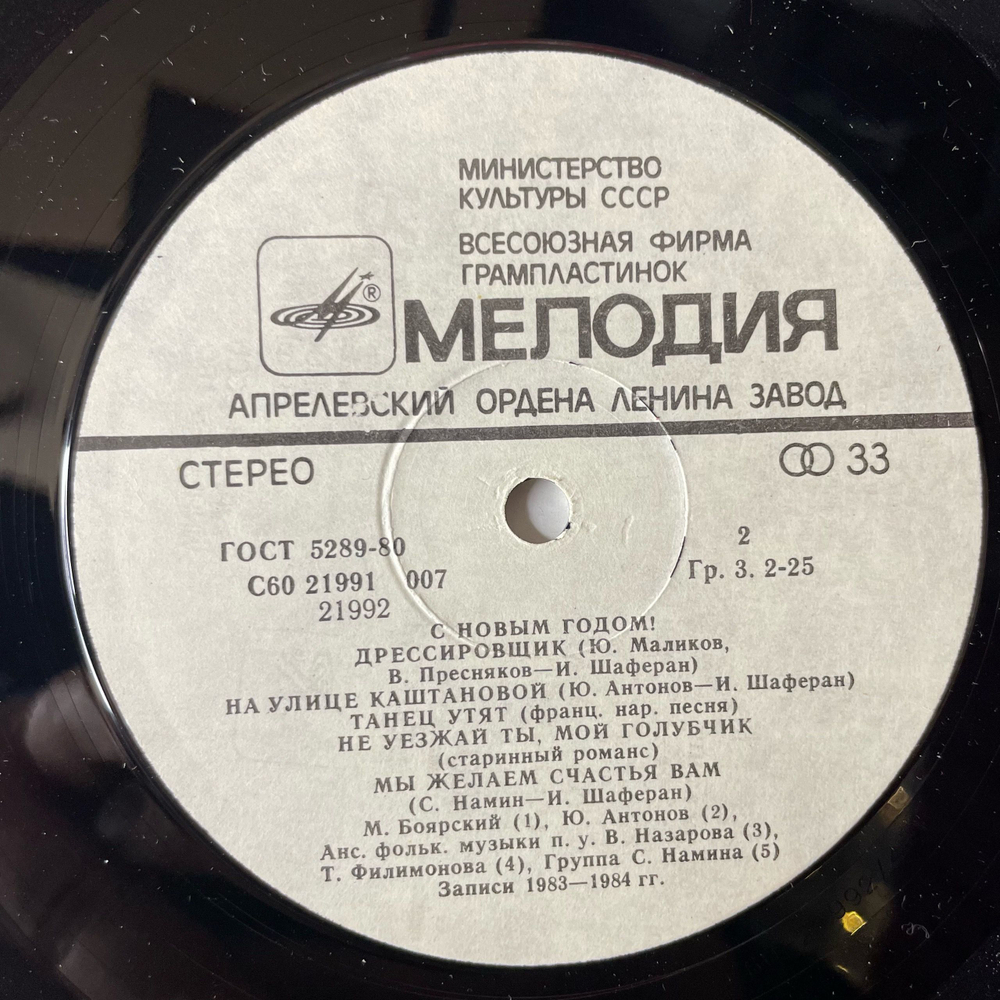 МИНИСТЕРСТВО
КУЛЬТУРЫ СССР
ВСЕСОЮЗНАЯ ФИРМА
ГРАМПЛАСТИНОК
®
МЕЛОДИЯ
АПРЕЛЕВСКИЙ ОРДЕНА ЛЕНИНА ЗАВОД
СТЕРЕО
33
ГОСТ 5289-80
2
С60 21991 007
Гр. 3. 2-25
21992
С НОВЫМ ГОДОМ!
ДРЕССИРОВЩИК (Ю. Маликов,
В. Пресняков—И. Шаферан)
НА УЛИЦЕ КАШТАНОВОЙ (Ю. Антонов—И. Шаферан)
ТАНЕЦ УТЯТ (франц. нар. песня)
НЕ УЕЗЖАЙ ТЫ, МОЙ ГОЛУБЧИК
(старинный романс)
МЫ ЖЕЛАЕМ СЧАСТЬЯ ВАМ
(С. Намин—И. Шаферан)
М. Боярский (1), Ю. Антонов (2),
Анс. фольк. музыки п. у. В. Назарова (3),
Т. Филимонова (4), Группа С. Намина (5)
Записи 1983—1984 гг.